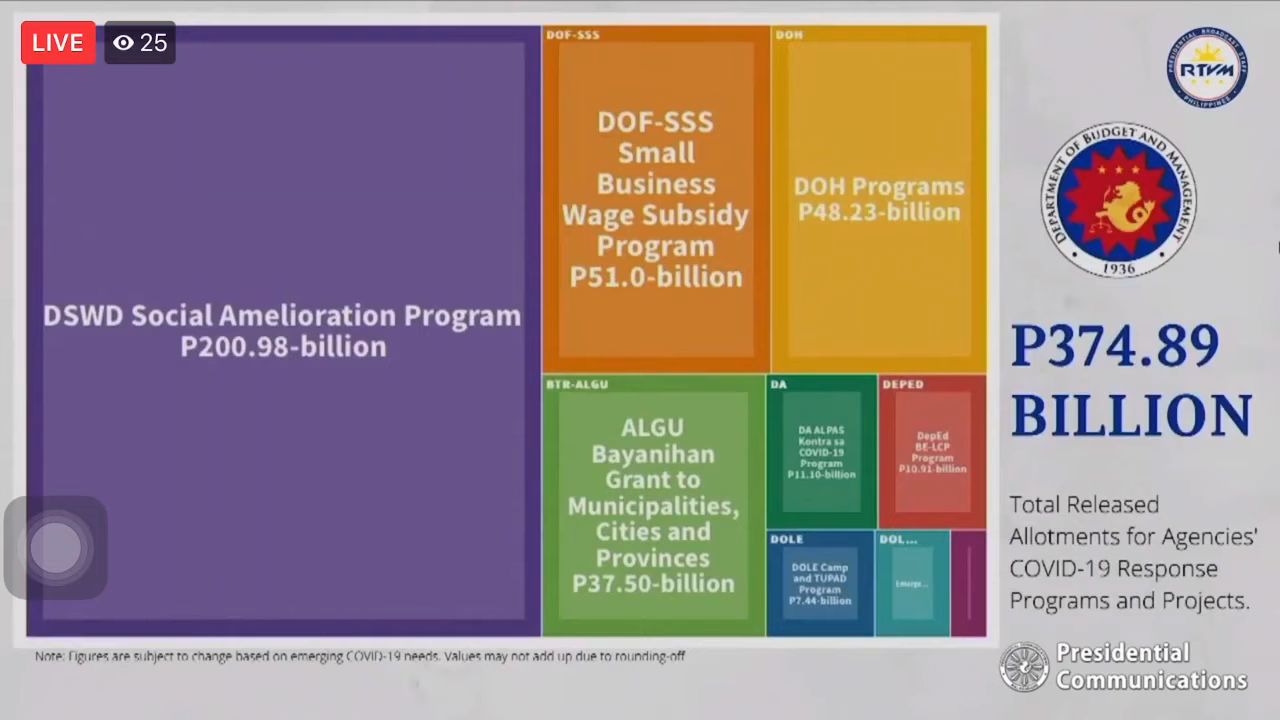 LIVE
25
DOF-SSS
DOH
DSWD Social Amelioration Program
P200.98-billion
DOF-SSS
Small
Business
Wage Subsidy
Program
P51.0-billion
DOH Programs
P48.23-billion
BTR-ALGU
ALGU
Bayanihan
Grant to
Municipalities,
Cities and
Provinces
P37.50-billion
DA
DA ALPAS
Kontra sa
COVID-19
Program
P11.10-billion
DEPED
DepEd
BE-LCP
Program
P10.91-billion
DOLE
DOLE Camp
and TUPAD
Program
P7.44-billion
DOL...
Emerge...
Note: Figures are subject to change based on emerging COVID-19 needs. Values may not add up due to rounding-off
PRESIDENTIAL BROADCAST STAFF
RTVM
PHILIPPINES
DEPARTMENT OF BUDGET AND MANAGEMENT
1936
P374.89
BILLION
Total Released
Allotments for Agencies'
COVID-19 Response
Programs and Projects.
Presidential
Communications